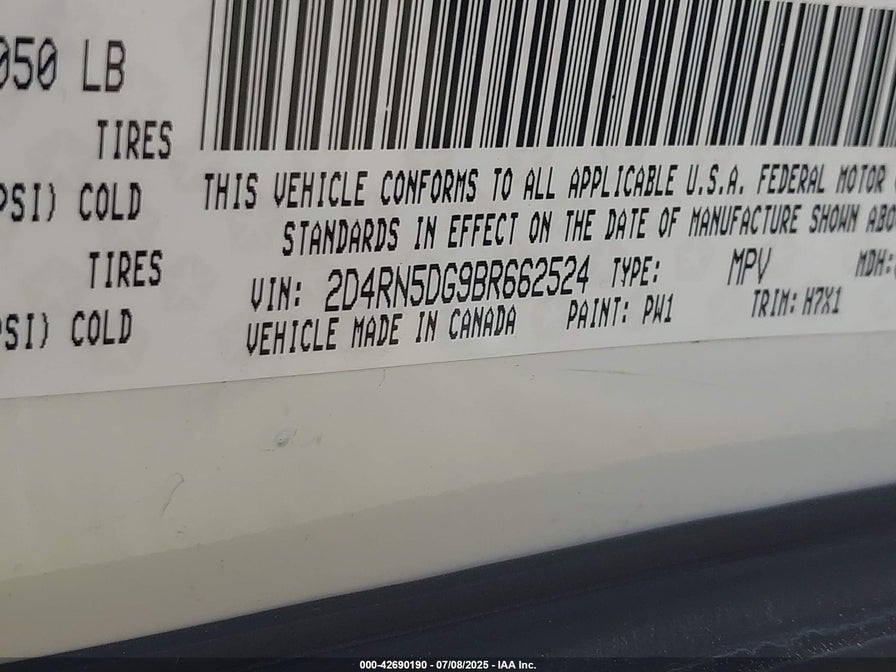 050 LB
TIRES
PSI) COLD
TIRES
PSI) COLD
THIS VEHICLE CONFORMS TO ALL APPLICABLE U.S.A. FEDERAL MOTOR
STANDARDS IN EFFECT ON THE DATE OF MANUFACTURE SHOWN ABO
VIN: 2D4RN5DG9BR662524 TYPE: MPV MDH:
VEHICLE MADE IN CANADA PAINT: PW1 TRIM: H7X1
000-42690190 - 07/08/2025 - IAA Inc.